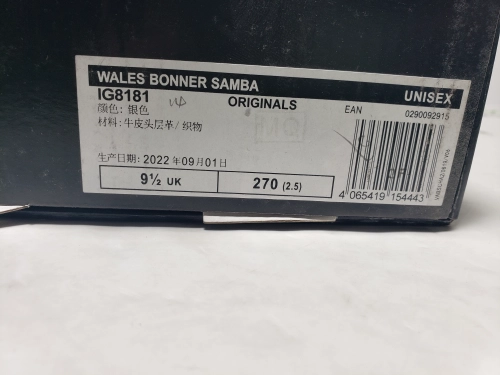 WALES BONNER SAMBA
IG8181 ORIGINALS EAN UNISEX
0290092915
颜色: 银色
材料: 牛皮头层革/织物
生产日期: 2022 年09月01日
9½ UK 270 (2.5)
4 065419 154443